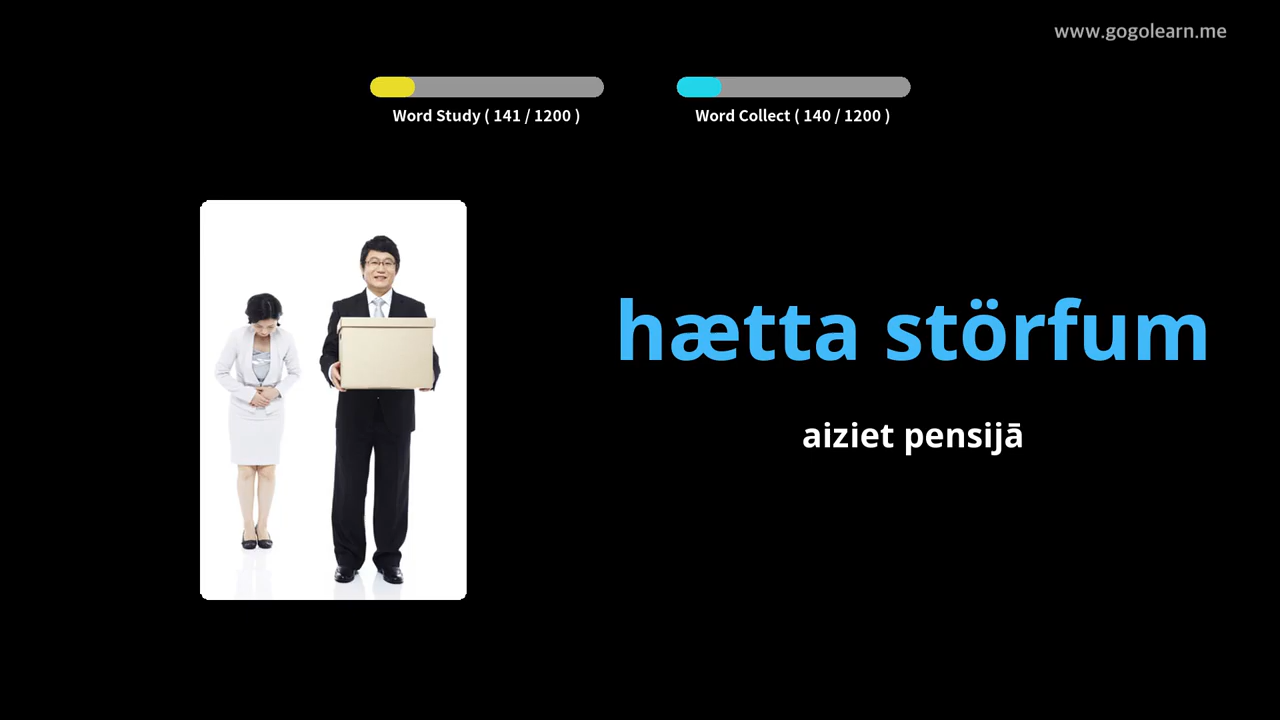 www.gogolearn.me
Word Study ( 141 / 1200 )
Word Collect ( 140 / 1200 )
hætta störfum
aiziet pensijā